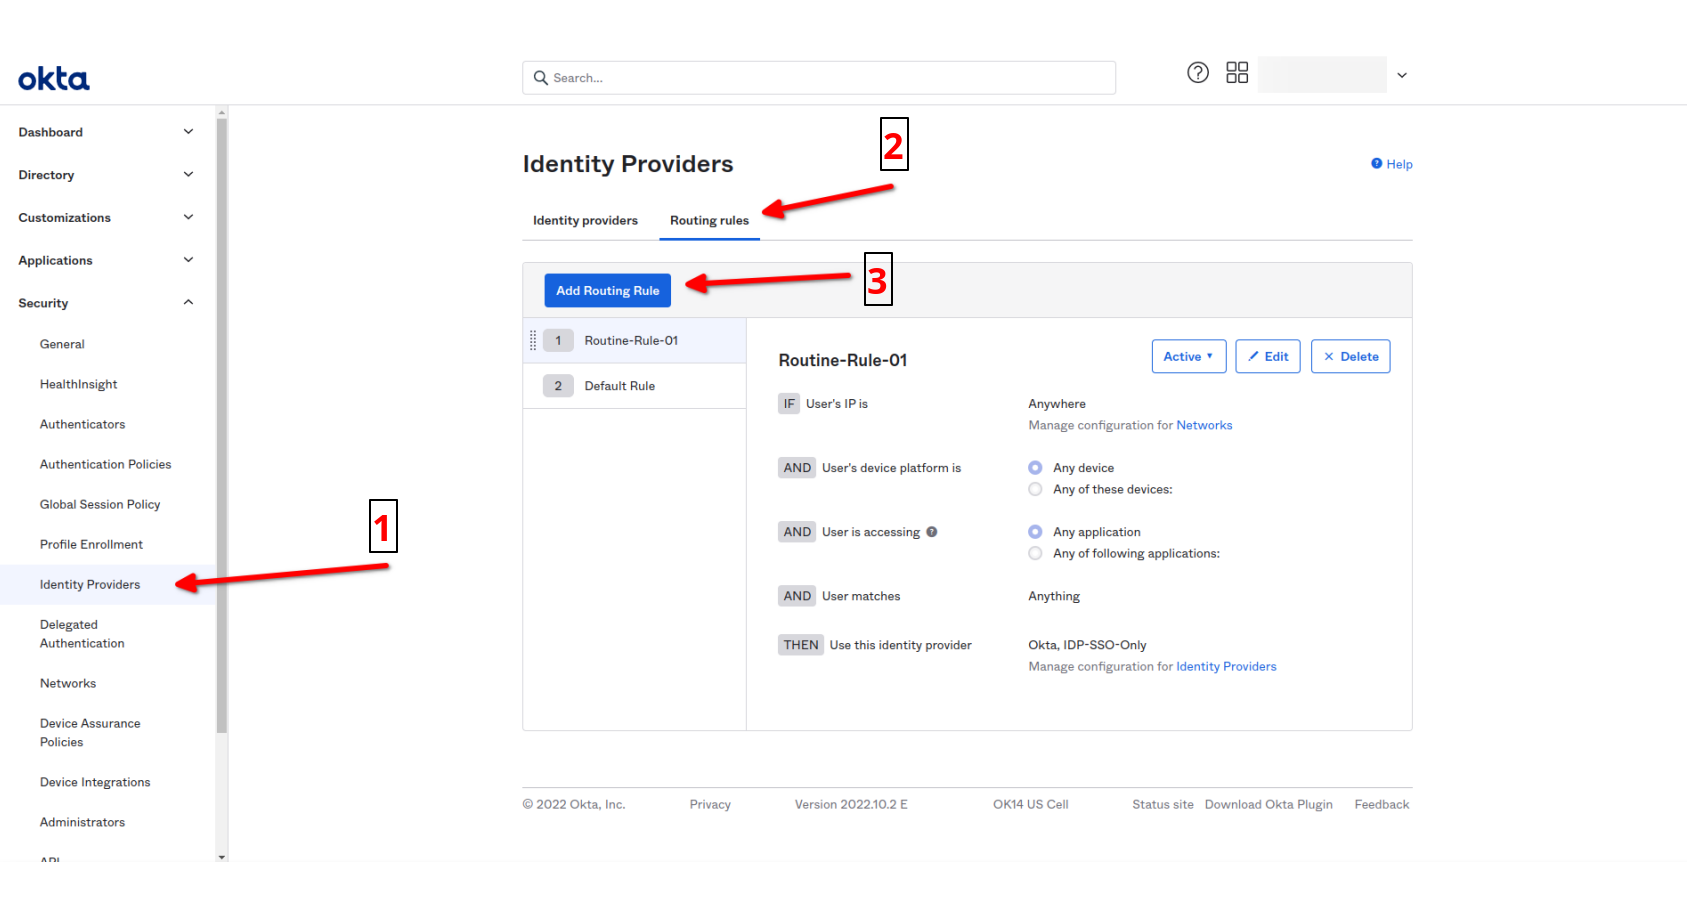 okta
Search...
Dashboard
Directory
Customizations
Applications
Security
General
HealthInsight
Authenticators
Authentication Policies
Global Session Policy
Profile Enrollment
Identity Providers
Delegated
Authentication
Networks
Device Assurance
Policies
Device Integrations
Administrators
API
1
2
3
Identity Providers
Help
Identity providers Routing rules
Add Routing Rule
1 Routine-Rule-01
2 Default Rule
Routine-Rule-01
Active Edit Delete
IF User's IP is Anywhere
Manage configuration for Networks
AND User's device platform is Any device
Any of these devices:
AND User is accessing Any application
Any of following applications:
AND User matches Anything
THEN Use this identity provider Okta, IDP-SSO-Only
Manage configuration for Identity Providers
© 2022 Okta, Inc. Privacy Version 2022.10.2 E OK14 US Cell Status site Download Okta Plugin Feedback